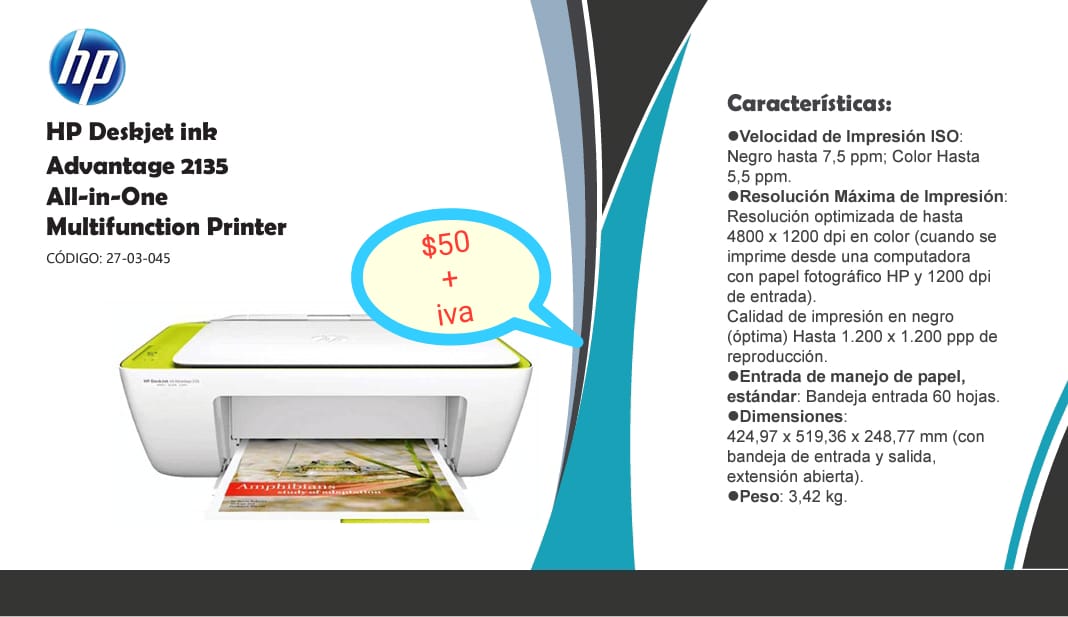 hp
HP Deskjet ink
Advantage 2135
All-in-One
Multifunction Printer
CÓDIGO: 27-03-045
$50
+
iva
hp
HP DeskJet Ink Advantage 2135
Amphibians
study of adaptation
Características:
●Velocidad de Impresión ISO:
Negro hasta 7,5 ppm; Color Hasta
5,5 ppm.
●Resolución Máxima de Impresión:
Resolución optimizada de hasta
4800 x 1200 dpi en color (cuando se
imprime desde una computadora
con papel fotográfico HP y 1200 dpi
de entrada).
Calidad de impresión en negro
(óptima) Hasta 1.200 x 1.200 ppp de
reproducción.
●Entrada de manejo de papel,
estándar: Bandeja entrada 60 hojas.
●Dimensiones:
424,97 x 519,36 x 248,77 mm (con
bandeja de entrada y salida,
extensión abierta).
●Peso: 3,42 kg.